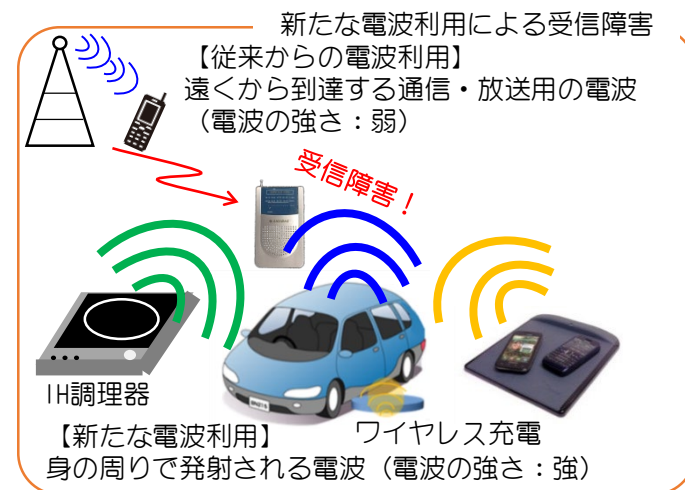 新たな電波利用による受信障害
【従来からの電波利用】
遠くから到達する通信・放送用の電波
（電波の強さ：弱）
受信障害！
IH調理器
ワイヤレス充電
【新たな電波利用】
身の周りで発射される電波（電波の強さ：強）